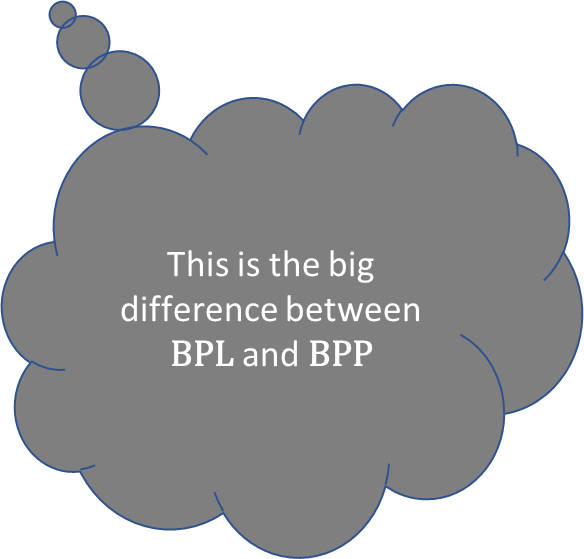 This is the big
difference between
BPL and BPP